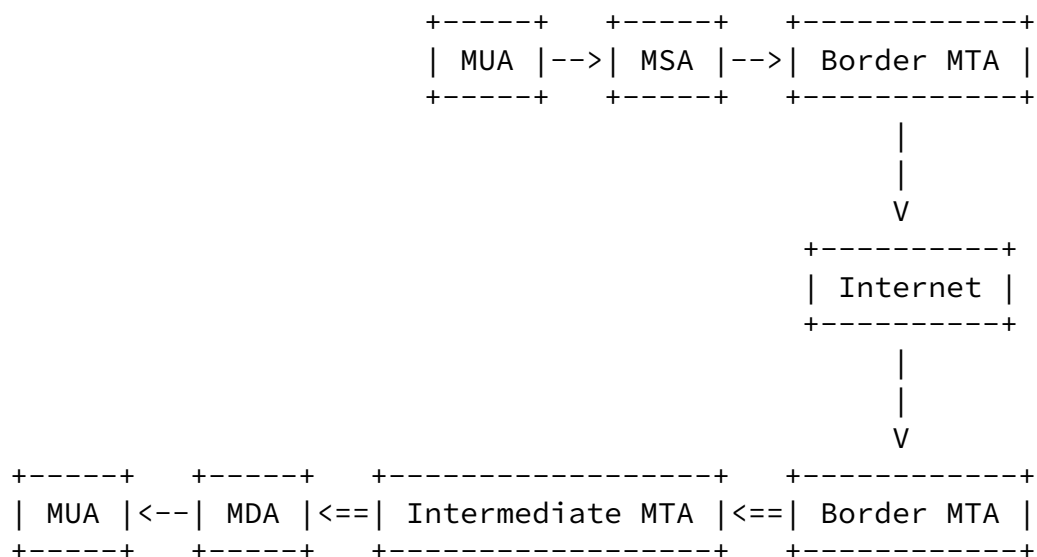 +-----+   +-----+   +------------+
| MUA |-->| MSA |-->| Border MTA |
+-----+   +-----+   +------------+
|
|
V
+----------+
| Internet |
+----------+
|
|
V
+-----+   +-----+   +------------------+   +------------+
| MUA |<--| MDA |<==| Intermediate MTA |<==| Border MTA |
+-----+   +-----+   +------------------+   +------------+